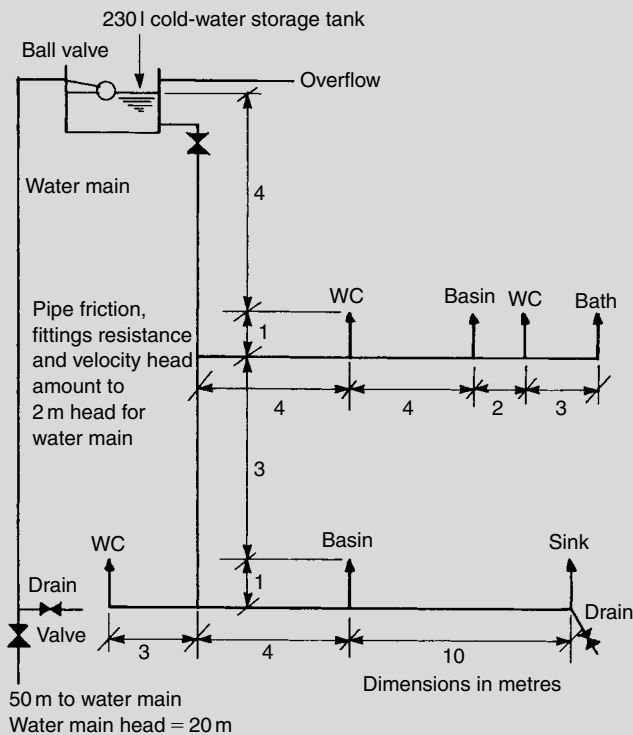 230 l cold-water storage tank
Ball valve
Overflow
Water main
4
Pipe friction,
fittings resistance
and velocity head
amount to
2 m head for
water main
WC
Basin
WC
Bath
1
4
4
2
3
3
WC
Basin
Sink
1
Drain
Valve
Drain
3
4
10
Dimensions in metres
50 m to water main
Water main head = 20 m